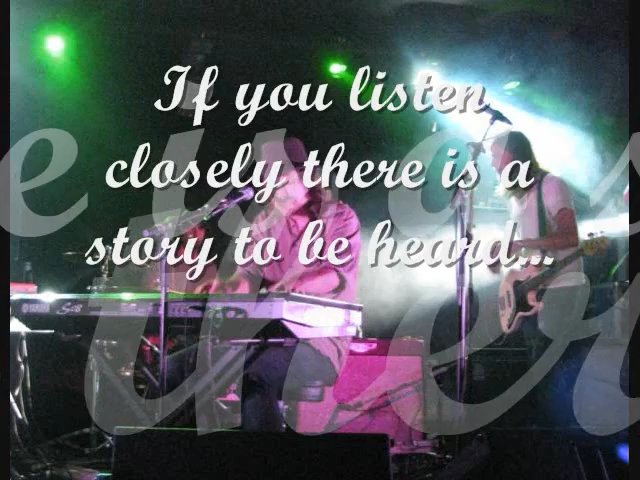 If you listen
closely there is a
story to be heard...